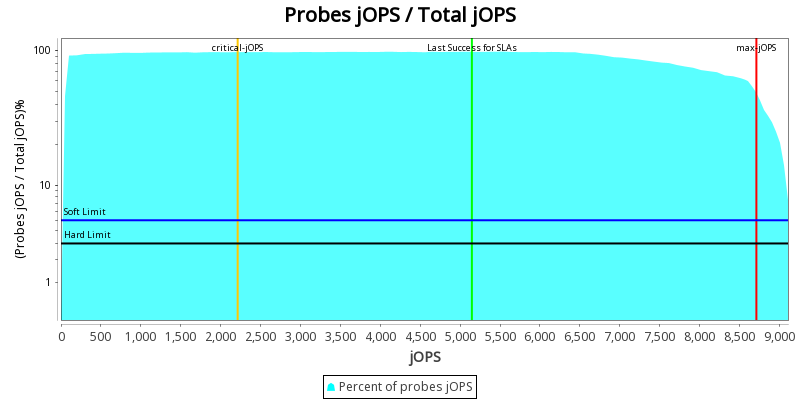 Probes jOPS / Total jOPS
critical-jOPS
Last Success for SLAs
max-jOPS
(Probes jOPS / Total jOPS)%
100
10
1
Soft Limit
Hard Limit
0 500 1,000 1,500 2,000 2,500 3,000 3,500 4,000 4,500 5,000 5,500 6,000 6,500 7,000 7,500 8,000 8,500 9,000
jOPS
Percent of probes jOPS